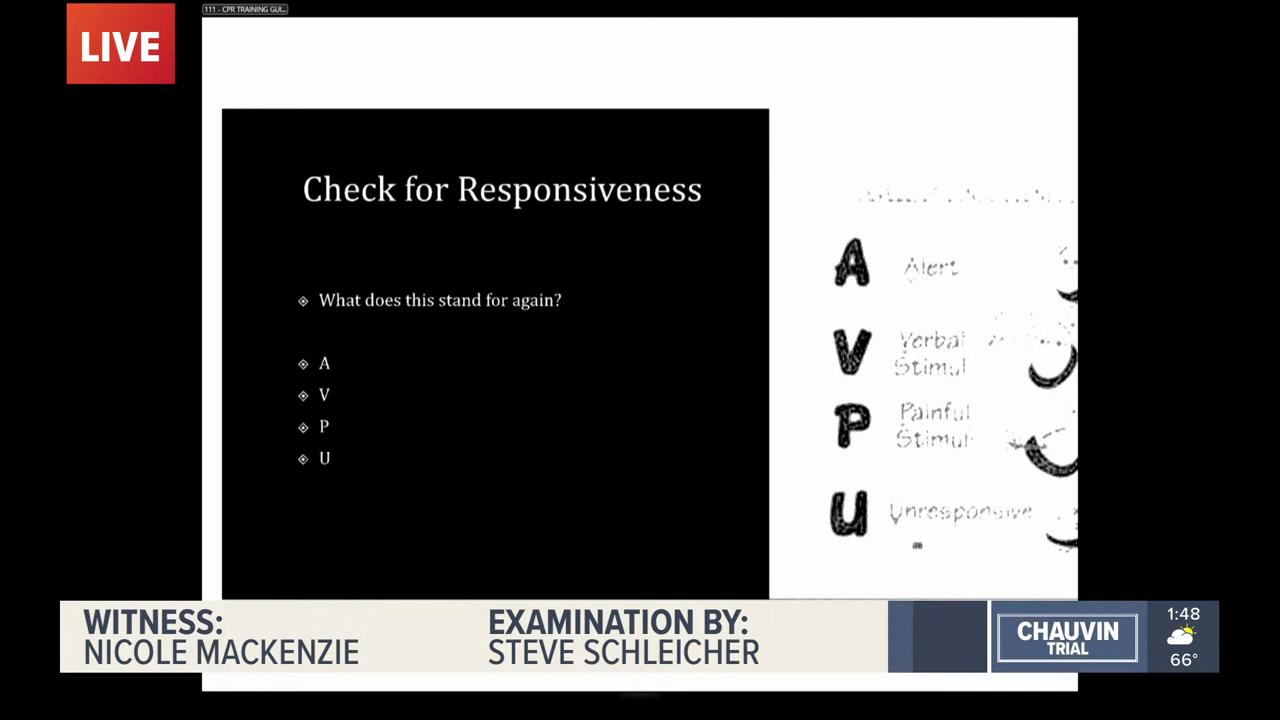 111 - CPR TRAINING GUI...
LIVE
Check for Responsiveness
What does this stand for again?
A
V
P
U
A Alert
V Verbal
Stimul
P Painful
Stimul
U Unresponsive
WITNESS:
NICOLE MACKENZIE
EXAMINATION BY:
STEVE SCHLEICHER
CHAUVIN
TRIAL
1:48
66°